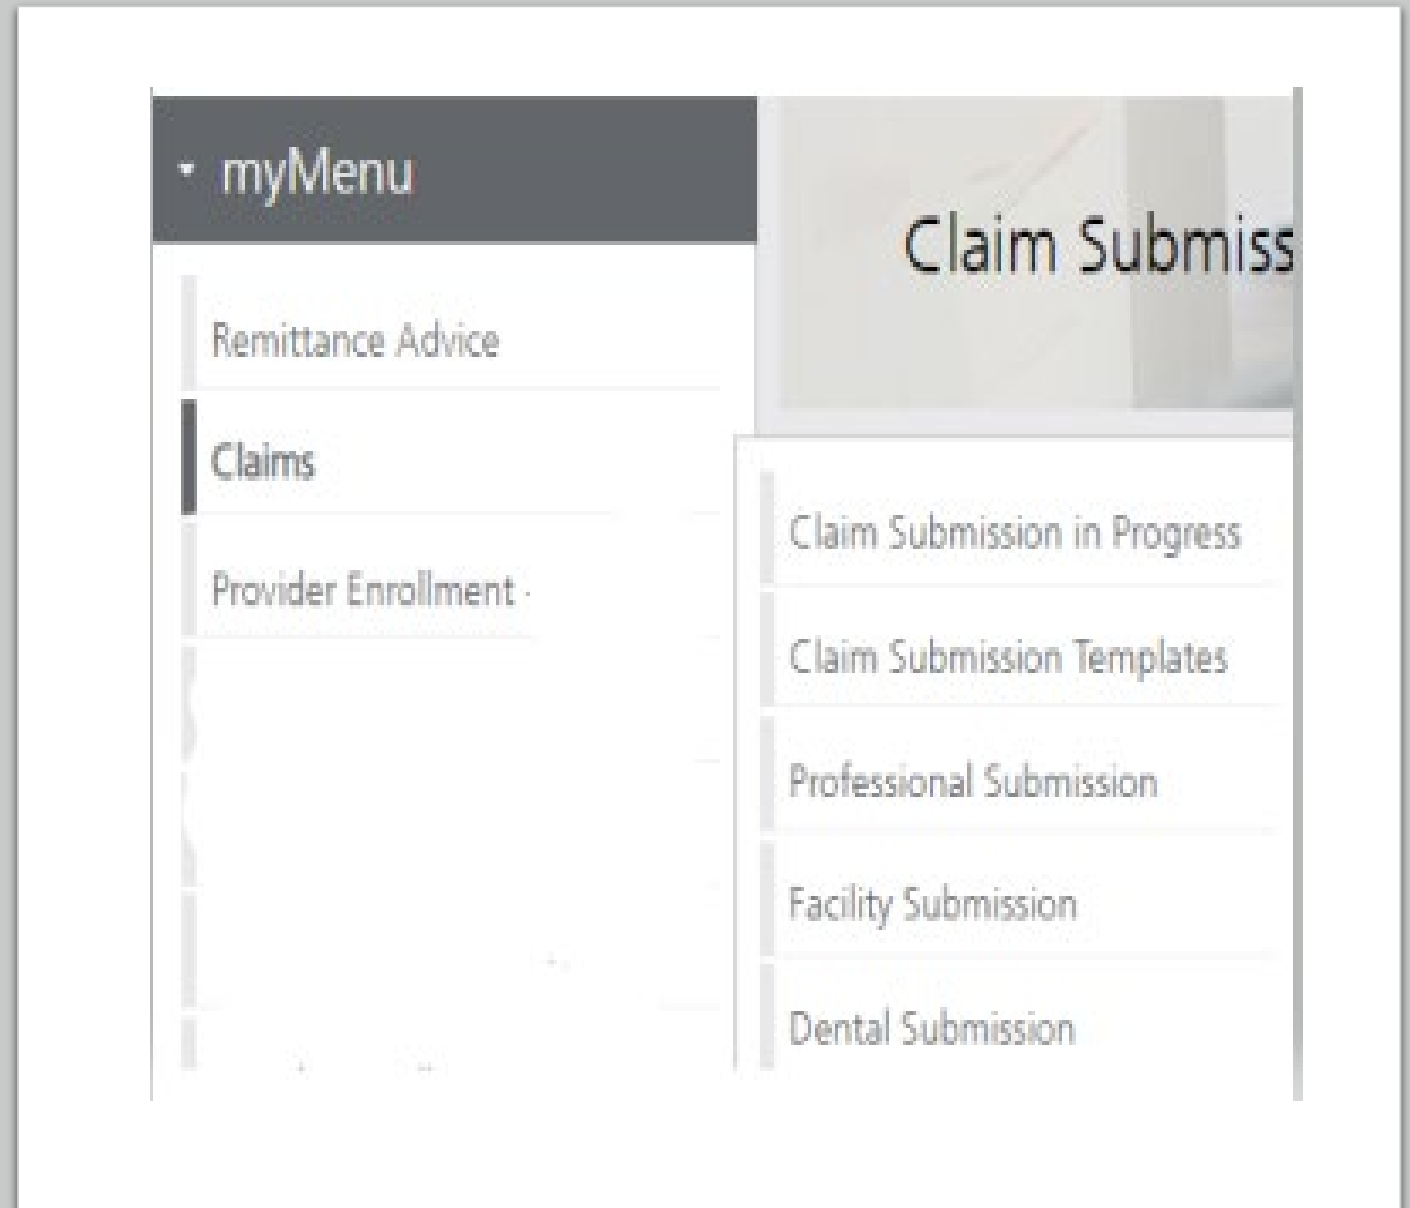 myMenu
Claim Submiss
Remittance Advice
Claims
Provider Enrollment -
Claim Submission in Progress
Claim Submission Templates
Professional Submission
Facility Submission
Dental Submission